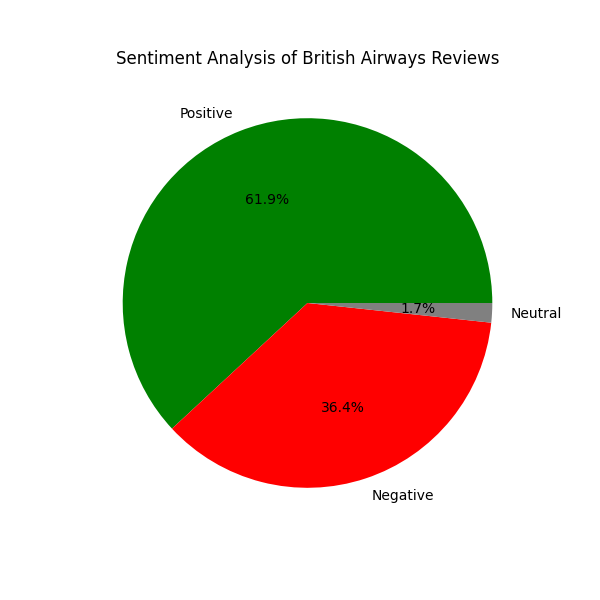 Sentiment Analysis of British Airways Reviews
Positive
61.9%
1.7%
Neutral
36.4%
Negative